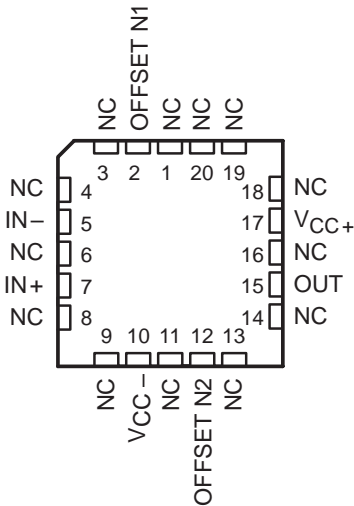 NC
OFFSET N1
NC
NC
NC
3
2
1
20
19
NC 4
IN− 5
NC 6
IN+ 7
NC 8
18 NC
17 VCC+
16 NC
15 OUT
14 NC
9
10
11
12
13
NC
VCC−
NC
OFFSET N2
NC